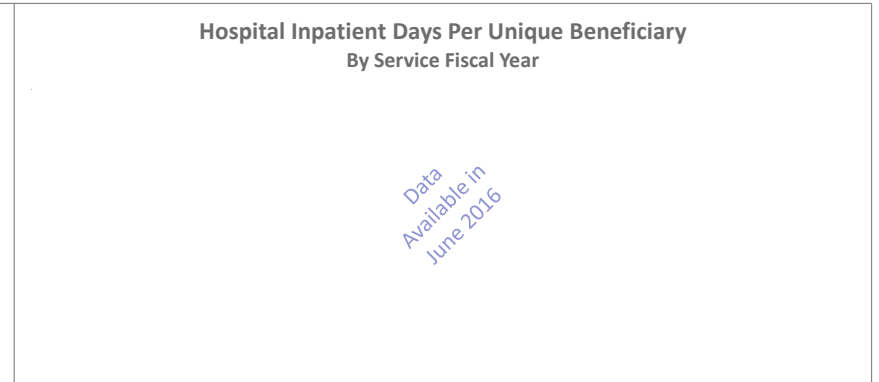 Hospital Inpatient Days Per Unique Beneficiary
By Service Fiscal Year
Data
Available in
June 2016